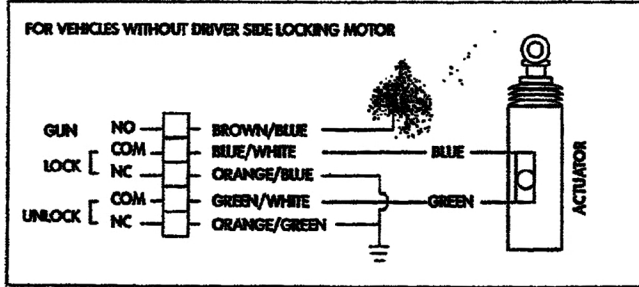 FOR VEHICLES WITHOUT DRIVER SIDE LOCKING MOTOR
GUN NO BROWN/BLUE
LOCK [ COM BLUE/WHITE BLUE
NC ORANGE/BLUE
UNLOCK [ COM GREEN/WHITE GREEN
NC ORANGE/GREEN
ACTUATOR